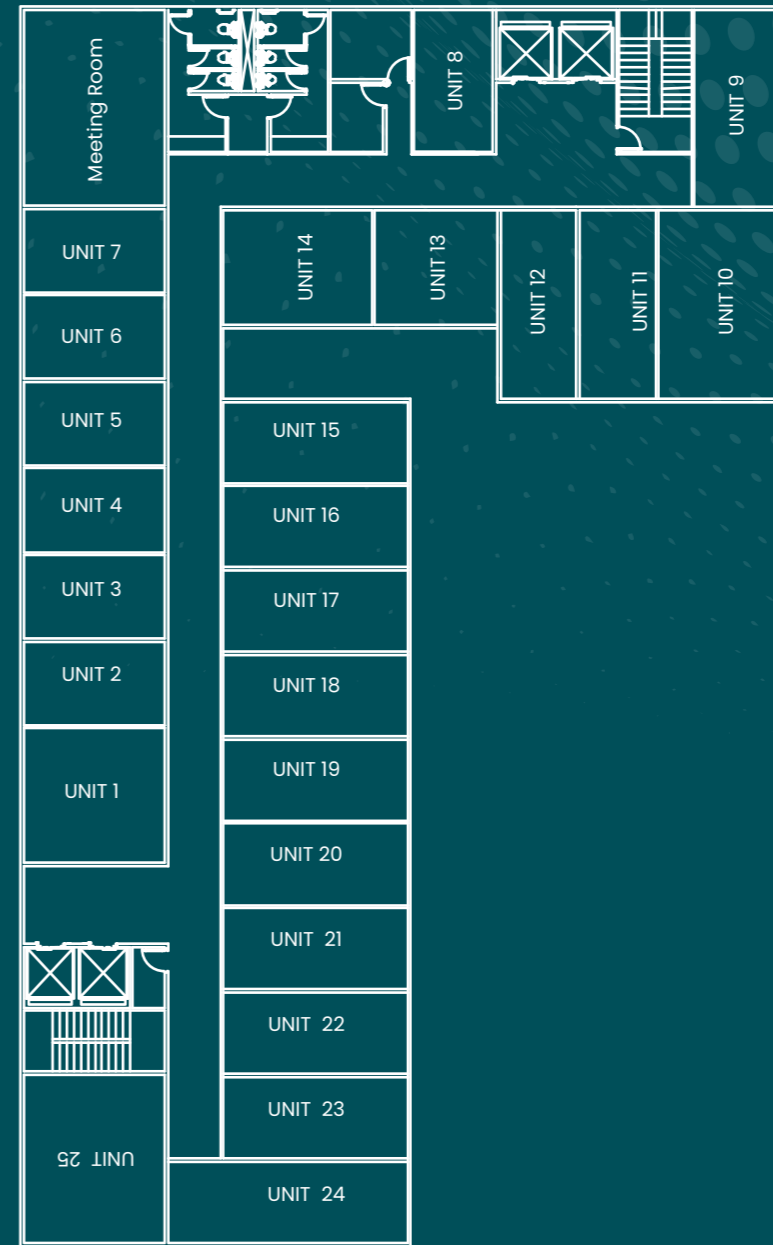 Meeting Room
UNIT 8
UNIT 9
UNIT 7
UNIT 14
UNIT 13
UNIT 12
UNIT 11
UNIT 10
UNIT 6
UNIT 5
UNIT 15
UNIT 4
UNIT 16
UNIT 3
UNIT 17
UNIT 2
UNIT 18
UNIT 1
UNIT 19
UNIT 20
UNIT 21
UNIT 22
UNIT 23
UNIT 25
UNIT 24